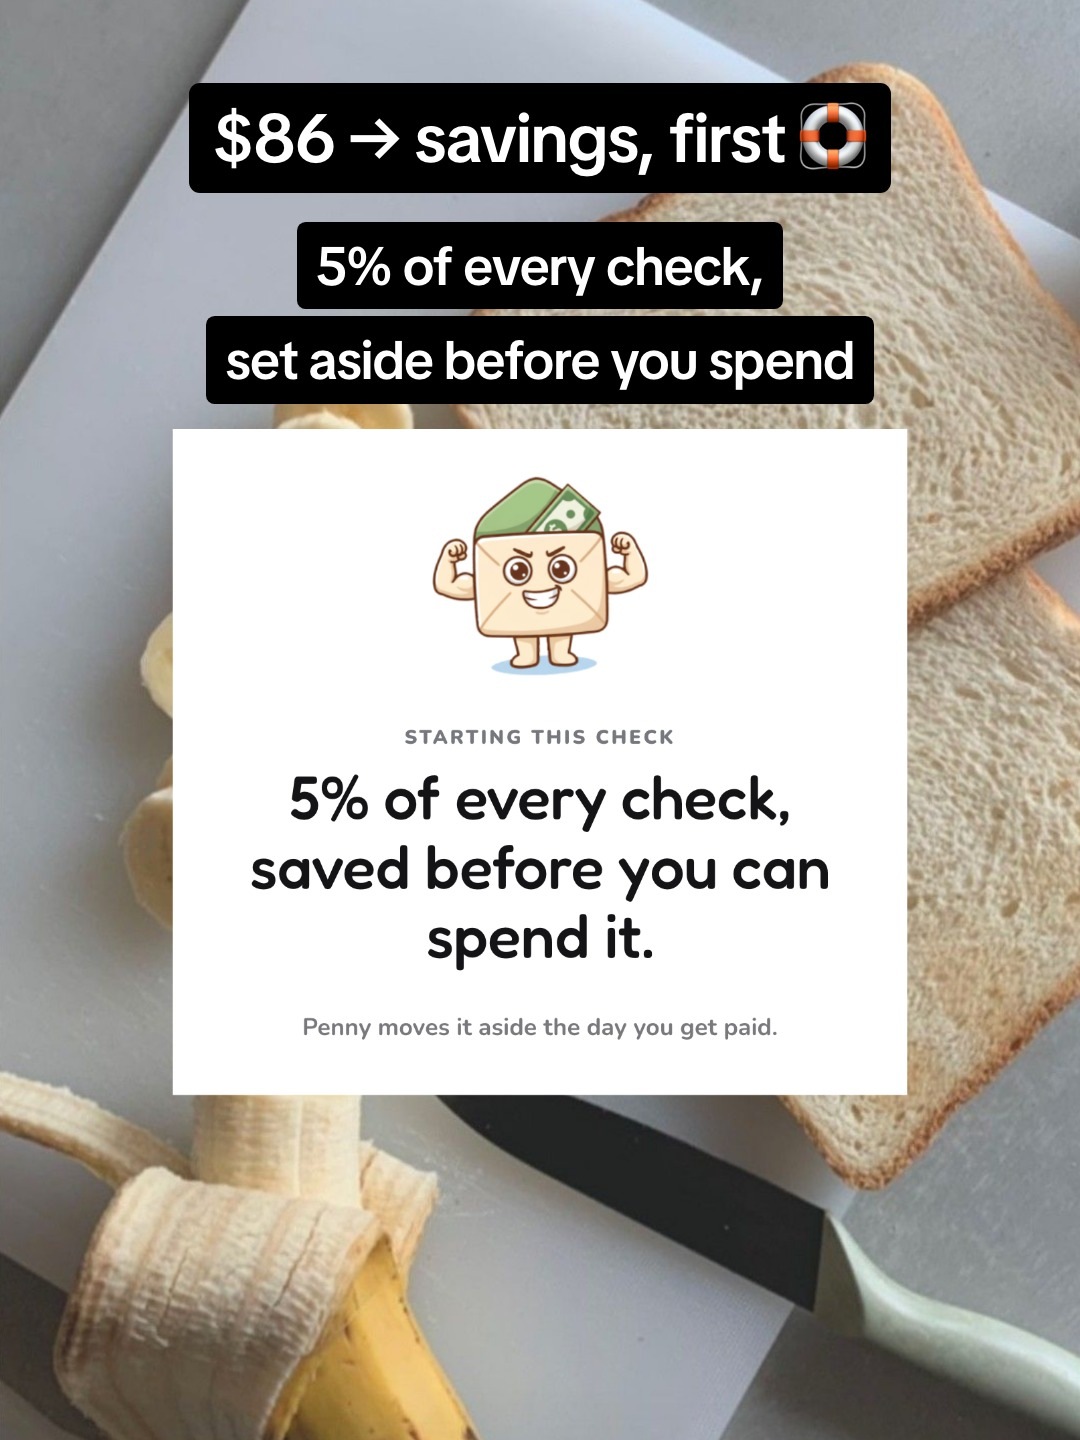 $86 → savings, first 🛟
5% of every check,
set aside before you spend
STARTING THIS CHECK
5% of every check,
saved before you can
spend it.
Penny moves it aside the day you get paid.